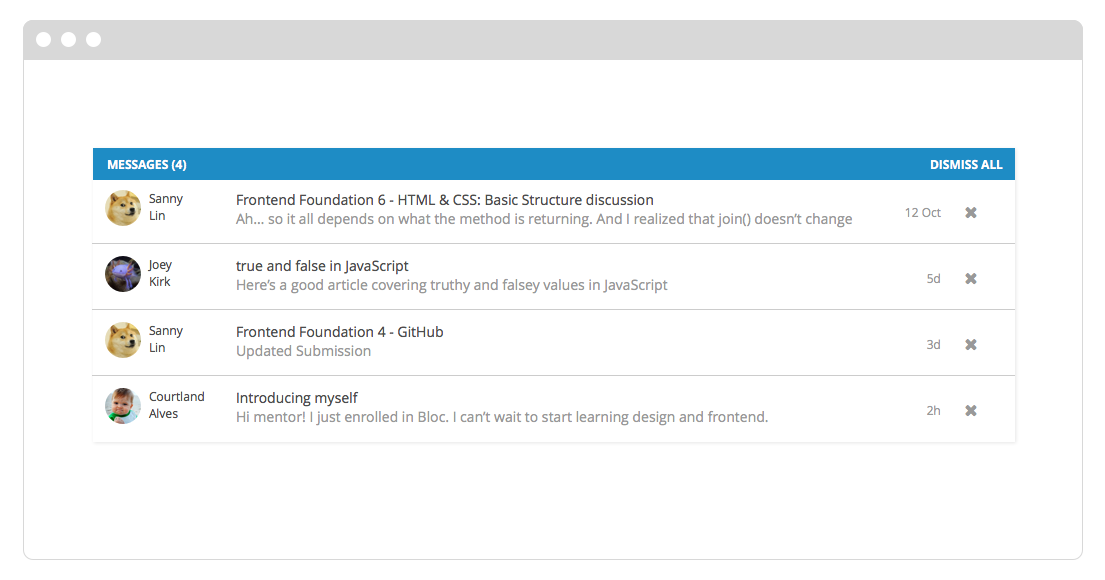 MESSAGES (4) DISMISS ALL
Sanny Frontend Foundation 6 - HTML & CSS: Basic Structure discussion
Lin Ah... so it all depends on what the method is returning. And I realized that join() doesn’t change 12 Oct
Joey true and false in JavaScript
Kirk Here’s a good article covering truthy and falsey values in JavaScript 5d
Sanny Frontend Foundation 4 - GitHub
Lin Updated Submission 3d
Courtland Introducing myself
Alves Hi mentor! I just enrolled in Bloc. I can’t wait to start learning design and frontend. 2h